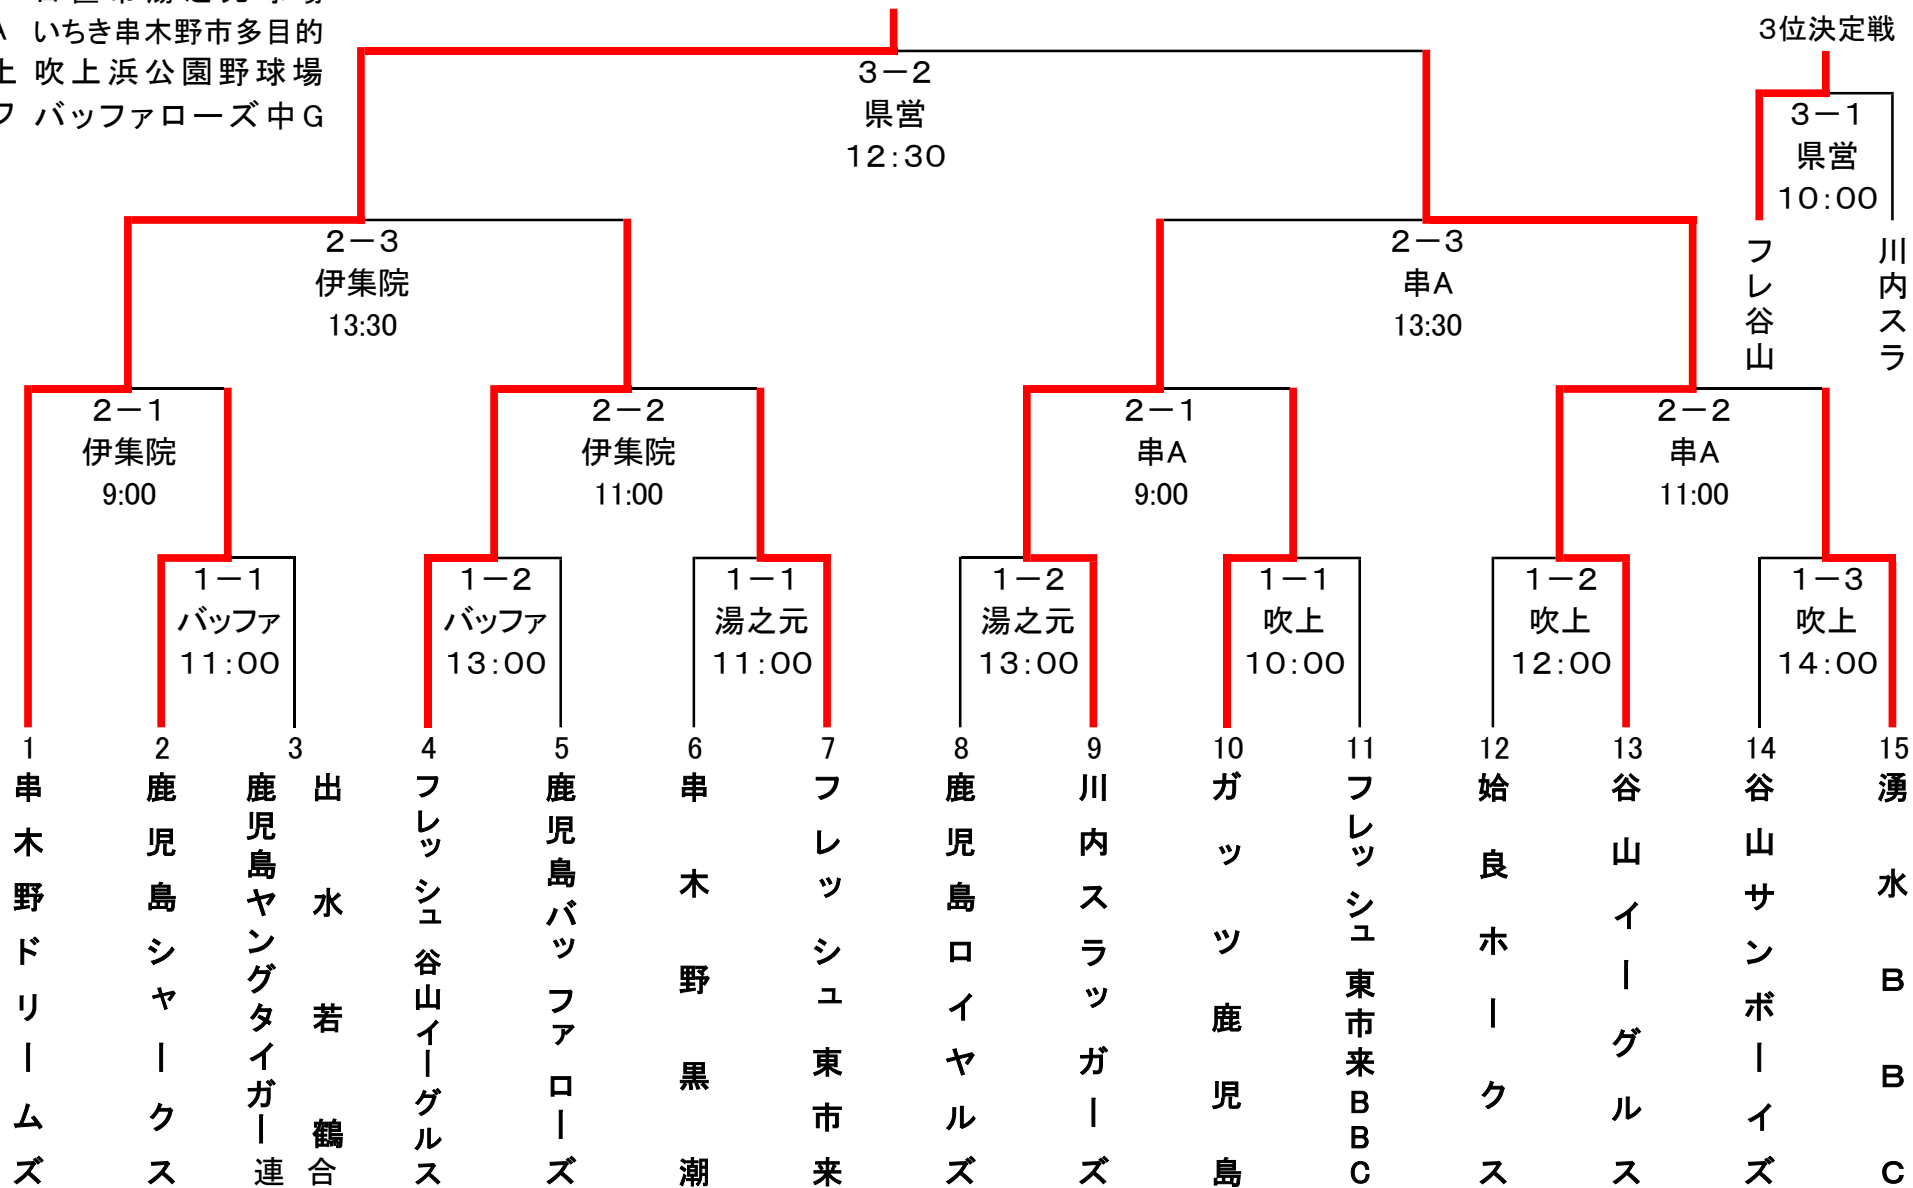 いちき串木野市多目的
上 吹上浜公園野球場
フ バッファローズ中G
3位決定戦
3－2
県営
12:30
3－1
県営
10:00
フレ谷山
川内スラ
2－3
伊集院
13:30
2－3
串A
13:30
2－1
伊集院
9:00
2－2
伊集院
11:00
2－1
串A
9:00
2－2
串A
11:00
1－1
バッファ
11:00
1－2
バッファ
13:00
1－1
湯之元
11:00
1－2
湯之元
13:00
1－1
吹上
10:00
1－2
吹上
12:00
1－3
吹上
14:00
1
串木野ドリームズ
2
鹿児島シャークス
3
鹿児島ヤングタイガー
出水若鶴
連合
4
フレッシュ谷山イーグルス
5
鹿児島バッファローズ
6
串木野黒潮
7
フレッシュ東市来
8
鹿児島ロイヤルズ
9
川内スラッガーズ
10
ガッツ鹿児島
11
フレッシュ東市来BBC
12
姶良ホークス
13
谷山イーグルス
14
谷山サンボーイズ
15
湧水BBC